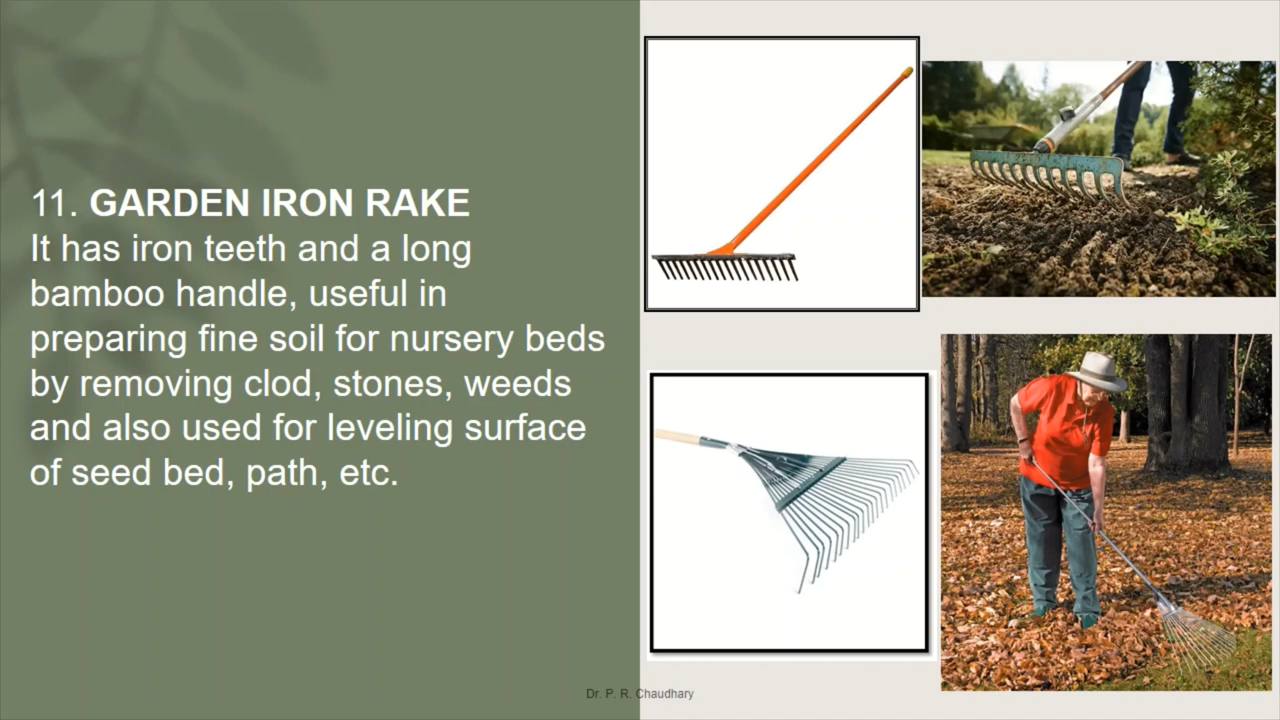 11. GARDEN IRON RAKE
It has iron teeth and a long
bamboo handle, useful in
preparing fine soil for nursery beds
by removing clod, stones, weeds
and also used for leveling surface
of seed bed, path, etc.
Dr. P. R. Chaudhary